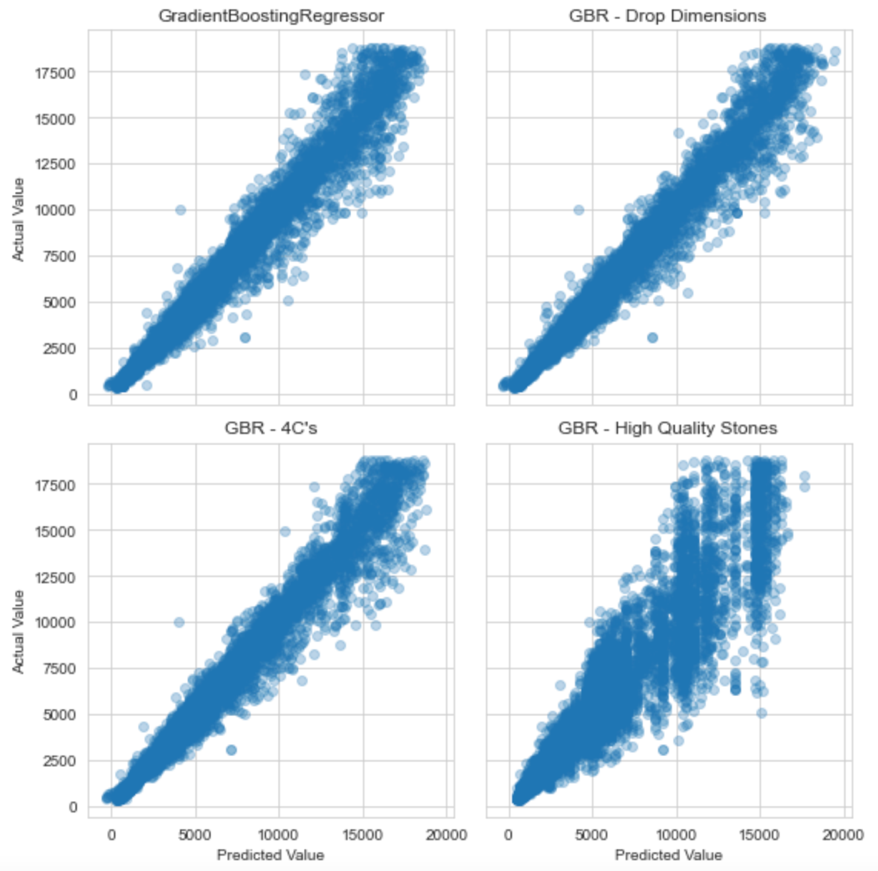 GradientBoostingRegressor
GBR - Drop Dimensions
Actual Value
17500
15000
12500
10000
7500
5000
2500
0
GBR - 4C's
GBR - High Quality Stones
Actual Value
17500
15000
12500
10000
7500
5000
2500
0
0 5000 10000 15000 20000
Predicted Value
0 5000 10000 15000 20000
Predicted Value